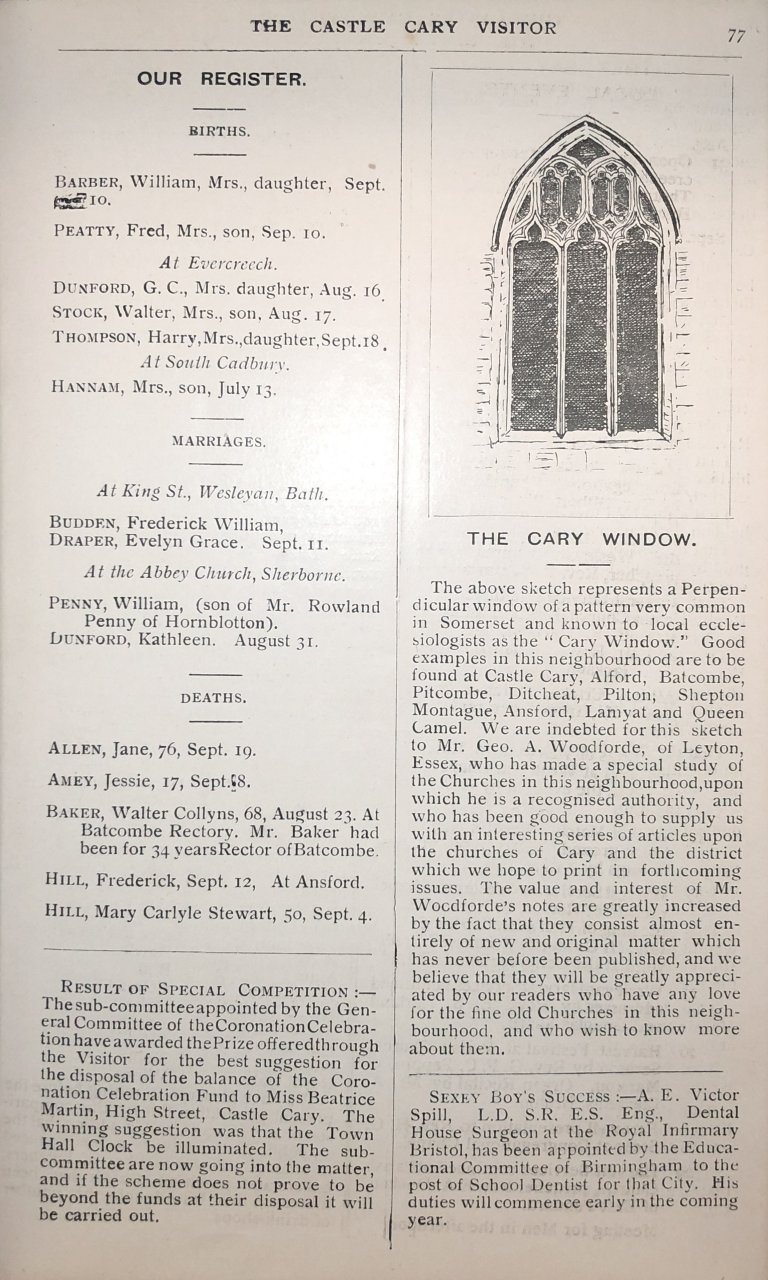 THE CASTLE CARY VISITOR
77
OUR REGISTER.
BIRTHS.
BARBER, William, Mrs., daughter, Sept.
10.
PEATTY, Fred, Mrs., son, Sep. 10.
At Evercreech.
DUNFORD, G. C., Mrs. daughter, Aug. 16.
STOCK, Walter, Mrs., son, Aug. 17.
THOMPSON, Harry,Mrs.,daughter,Sept.18.
At South Cadbury.
HANNAM, Mrs., son, July 13.
MARRIAGES.
At King St., Wesleyan, Bath.
BUDDEN, Frederick William,
DRAPER, Evelyn Grace. Sept. 11.
At the Abbey Church, Sherborne.
PENNY, William, (son of Mr. Rowland
Penny of Hornblotton).
DUNFORD, Kathleen. August 31.
DEATHS.
ALLEN, Jane, 76, Sept. 19.
AMEY, Jessie, 17, Sept. 8.
BAKER, Walter Collyns, 68, August 23. At
Batcombe Rectory. Mr. Baker had
been for 34 yearsRector ofBatcombe.
HILL, Frederick, Sept. 12, At Ansford.
HILL, Mary Carlyle Stewart, 50, Sept. 4.
RESULT OF SPECIAL COMPETITION :—
The sub-committee appointed by the Gen-
eral Committee of the Coronation Celebra-
tion have awarded the Prize offered through
the Visitor for the best suggestion for
the disposal of the balance of the Coro-
nation Celebration Fund to Miss Beatrice
Martin, High Street, Castle Cary. The
winning suggestion was that the Town
Hall Clock be illuminated. The sub-
committee are now going into the matter,
and if the scheme does not prove to be
beyond the funds at their disposal it will
be carried out.
THE CARY WINDOW.
The above sketch represents a Perpen-
dicular window of a pattern very common
in Somerset and known to local eccle-
siologists as the "Cary Window." Good
examples in this neighbourhood are to be
found at Castle Cary, Alford, Batcombe,
Pitcombe, Ditcheat, Pilton, Shepton
Montague, Ansford, Lamyat and Queen
Camel. We are indebted for this sketch
to Mr. Geo. A. Woodforde, of Leyton,
Essex, who has made a special study of
the Churches in this neighbourhood,upon
which he is a recognised authority, and
who has been good enough to supply us
with an interesting series of articles upon
the churches of Cary and the district
which we hope to print in forthcoming
issues. The value and interest of Mr.
Woodforde's notes are greatly increased
by the fact that they consist almost en-
tirely of new and original matter which
has never before been published, and we
believe that they will be greatly appreci-
ated by our readers who have any love
for the fine old Churches in this neigh-
bourhood, and who wish to know more
about them.
SEXEY BOY'S SUCCESS :—A. E. Victor
Spill, L.D. S.R. E.S. Eng., Dental
House Surgeon at the Royal Infirmary
Bristol, has been appointed by the Educa-
tional Committee of Birmingham to the
post of School Dentist for that City. His
duties will commence early in the coming
year.